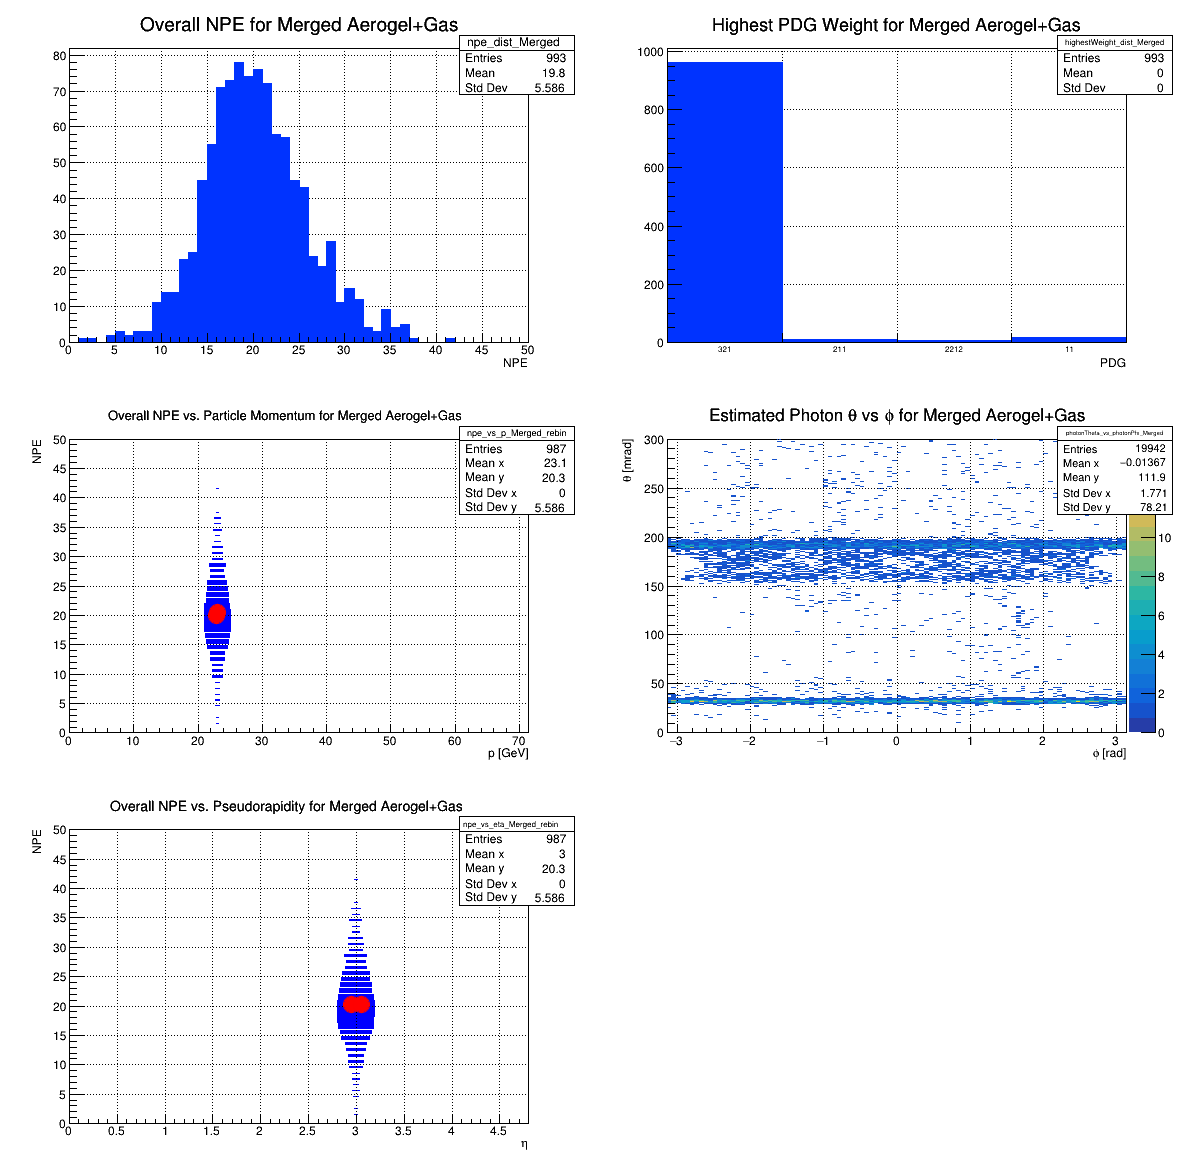 Overall NPE for Merged Aerogel+Gas
npe_dist_Merged
Entries 993
Mean 19.8
Std Dev 5.586
80
70
60
50
40
30
20
10
0
0 5 10 15 20 25 30 35 40 45 50
NPE
Highest PDG Weight for Merged Aerogel+Gas
highestWeight_dist_Merged
Entries 993
Mean 0
Std Dev 0
1000
800
600
400
200
0
321 211 2212 11
PDG
Overall NPE vs. Particle Momentum for Merged Aerogel+Gas
npe_vs_p_Merged_rebin
Entries 987
Mean x 23.1
Mean y 20.3
Std Dev x 0
Std Dev y 5.586
NPE
50
45
40
35
30
25
20
15
10
5
0
0 10 20 30 40 50 60 70
p [GeV]
Estimated Photon θ vs ϕ for Merged Aerogel+Gas
photonTheta_vs_photonPhi_Merged
Entries 19942
Mean x −0.01367
Mean y 111.9
Std Dev x 1.771
Std Dev y 78.21
θ [mrad]
300
250
200
150
100
50
0
−3 −2 −1 0 1 2 3
ϕ [rad]
10
8
6
4
2
0
Overall NPE vs. Pseudorapidity for Merged Aerogel+Gas
npe_vs_eta_Merged_rebin
Entries 987
Mean x 3
Mean y 20.3
Std Dev x 0
Std Dev y 5.586
NPE
50
45
40
35
30
25
20
15
10
5
0
0 0.5 1 1.5 2 2.5 3 3.5 4 4.5
η